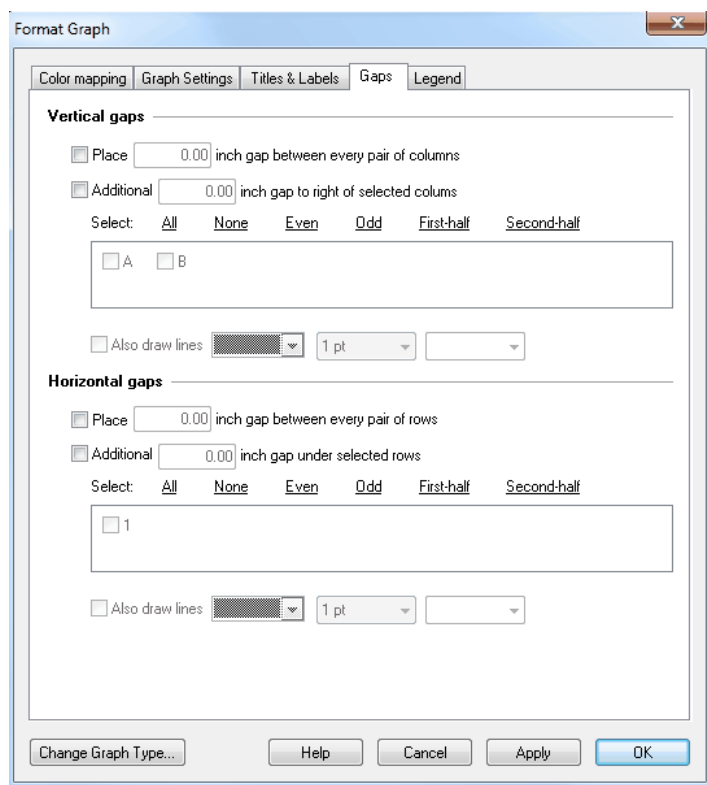 Format Graph
Color mapping Graph Settings Titles & Labels Gaps Legend
Vertical gaps
Place 0.00 inch gap between every pair of columns
Additional 0.00 inch gap to right of selected colums
Select: All None Even Odd First-half Second-half
A B
Also draw lines 1 pt
Horizontal gaps
Place 0.00 inch gap between every pair of rows
Additional 0.00 inch gap under selected rows
Select: All None Even Odd First-half Second-half
1
Also draw lines 1 pt
Change Graph Type... Help Cancel Apply OK